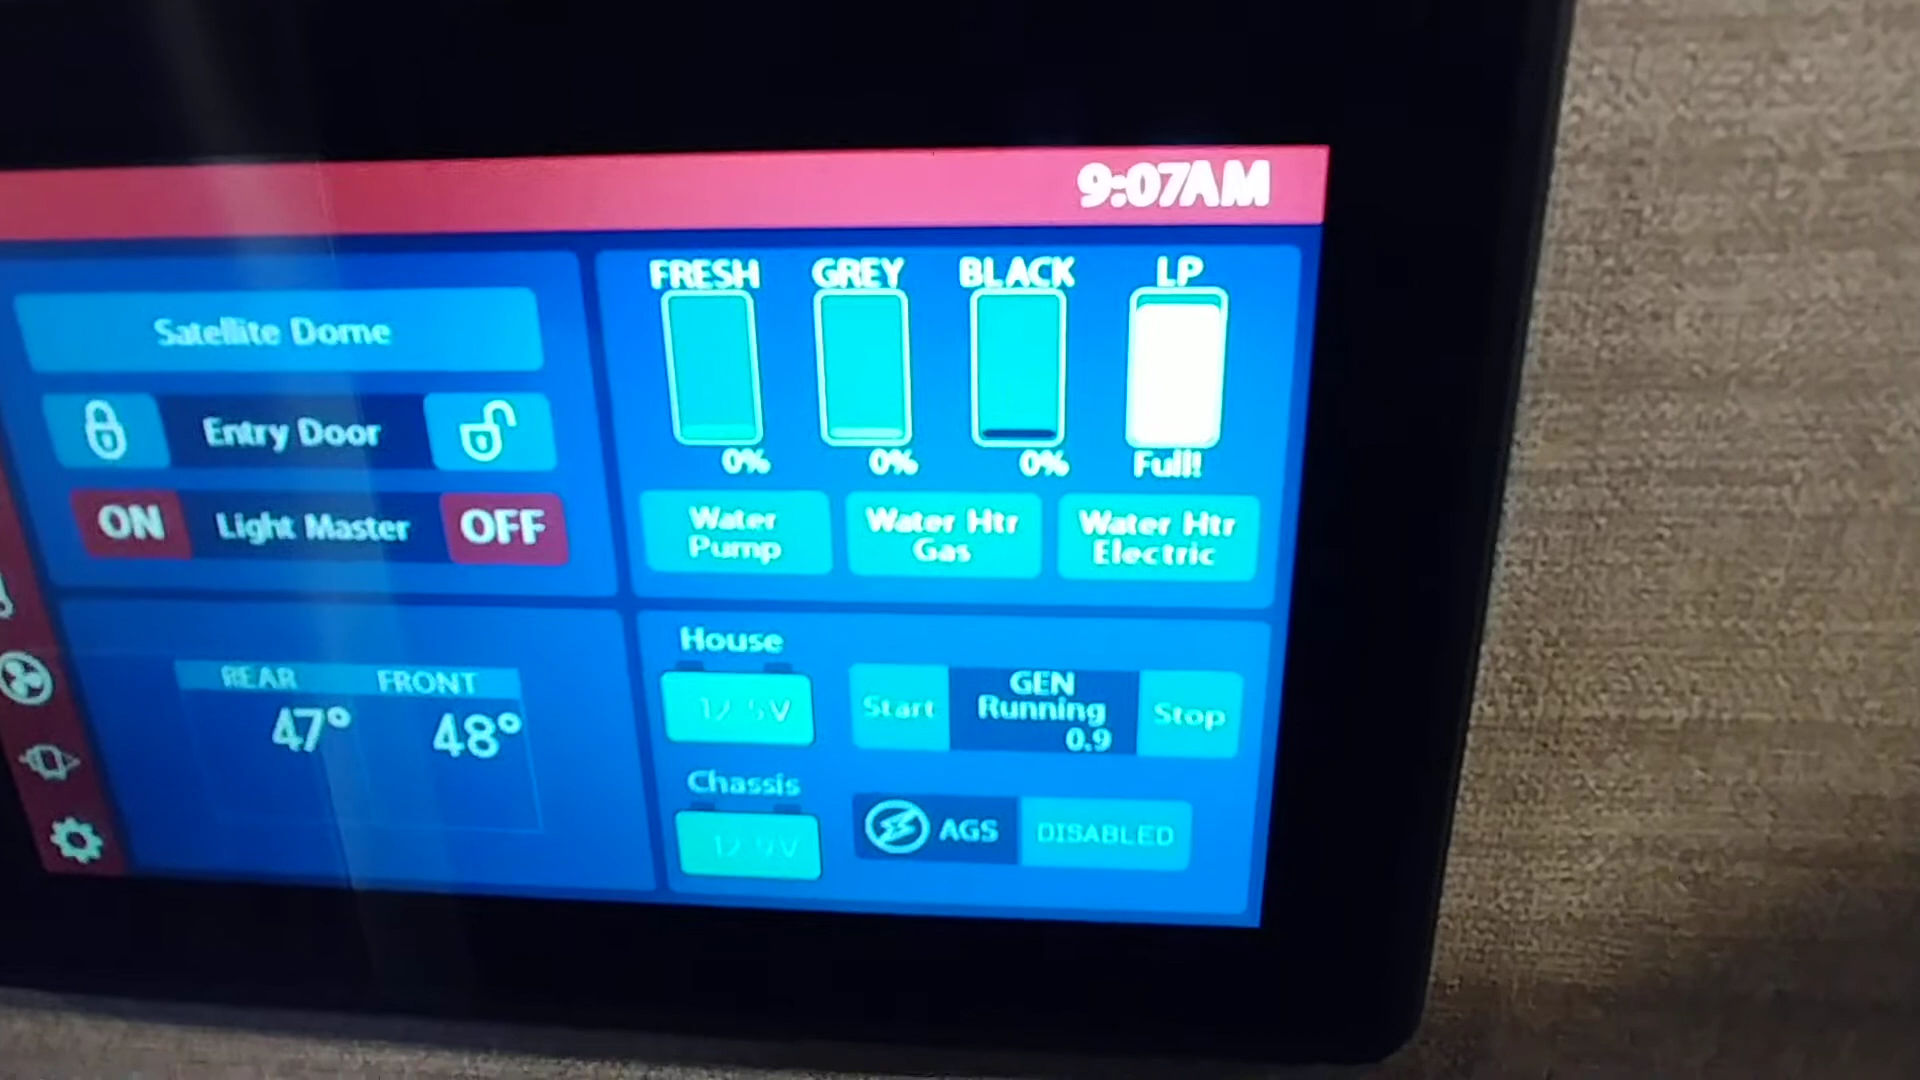 9:07AM
Satellite Dome
Entry Door
ON Light Master OFF
FRESH GREY BLACK LP
0% 0% 0% Full!
Water Pump
Water Htr Gas
Water Htr Electric
REAR FRONT
47° 48°
House
12.5V
Chassis
12.9V
Start
GEN
Running
0.9
Stop
AGS DISABLED